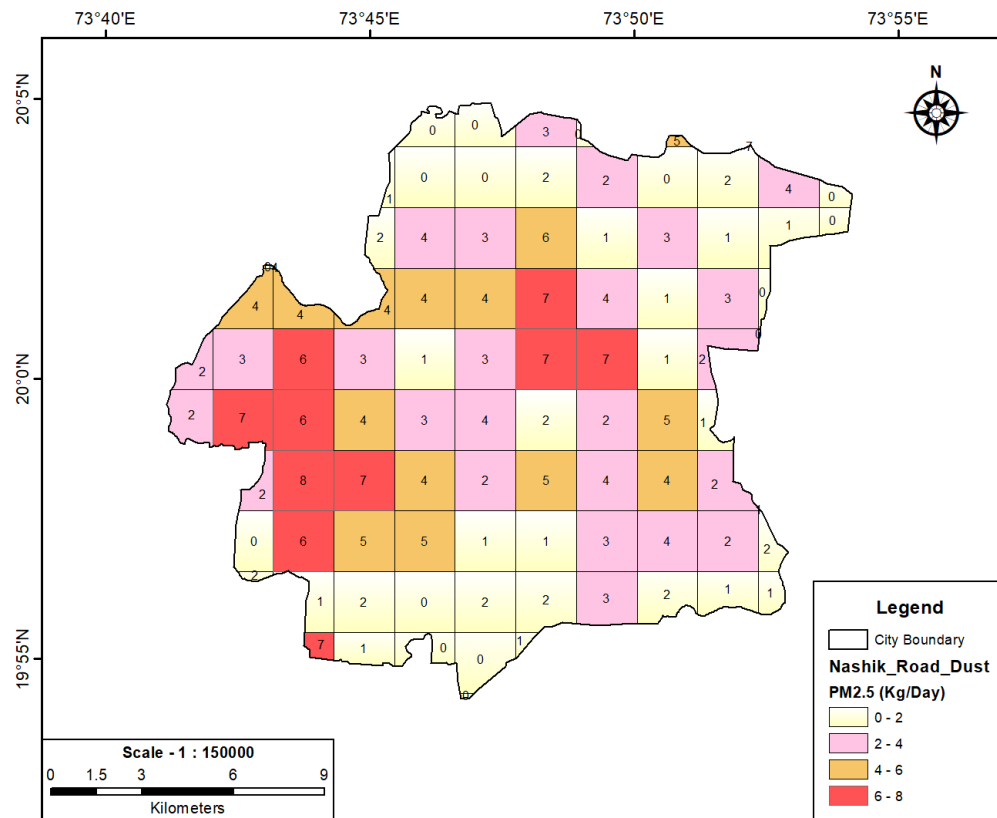 73°40'E 73°45'E 73°50'E 73°55'E
N
20°5'N
0 0 3 0 5 7
0 0 2 2 0 2 4 0
1
2 4 3 6 1 3 1 1 0
4 4 4 4 4 7 4 1 3 0
2 3 6 3 1 3 7 7 1 2
20°0'N
2 7 6 4 3 4 2 2 5 1
2 8 7 4 2 5 4 4 2
0 6 5 5 1 1 3 4 2 2
2
1 2 0 2 2 3 2 1 1
7 1 0 0 1
19°55'N
0
Legend
City Boundary
Nashik_Road_Dust
PM2.5 (Kg/Day)
0 - 2
2 - 4
4 - 6
6 - 8
Scale - 1 : 150000
0 1.5 3 6 9
Kilometers